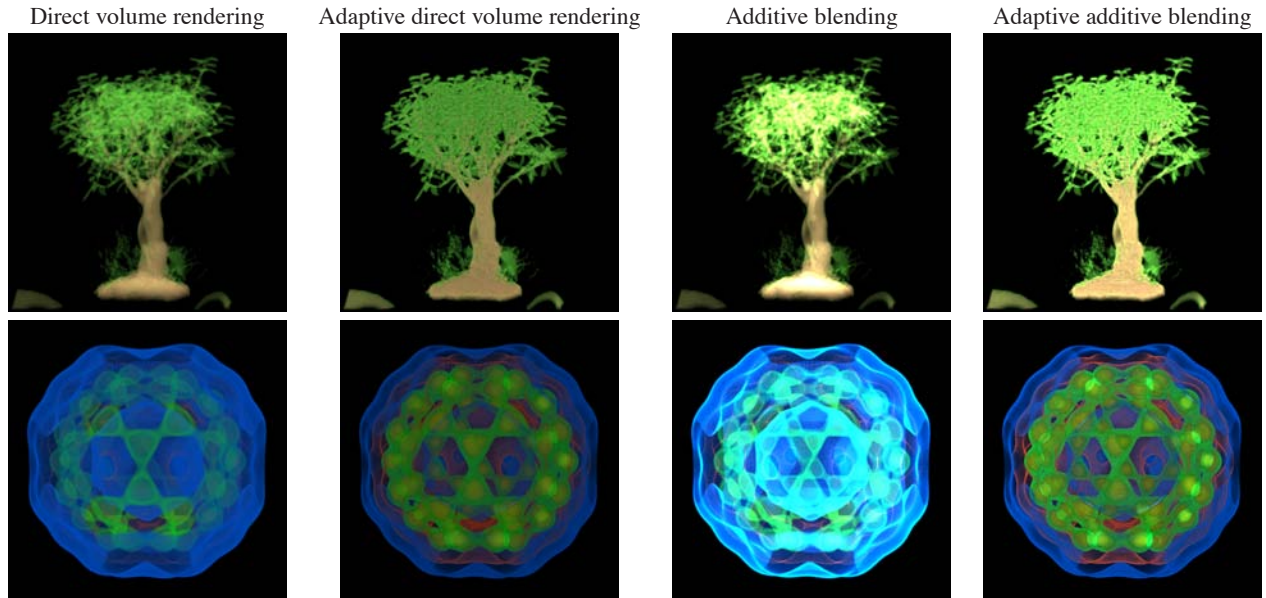 Direct volume rendering
Adaptive direct volume rendering
Additive blending
Adaptive additive blending